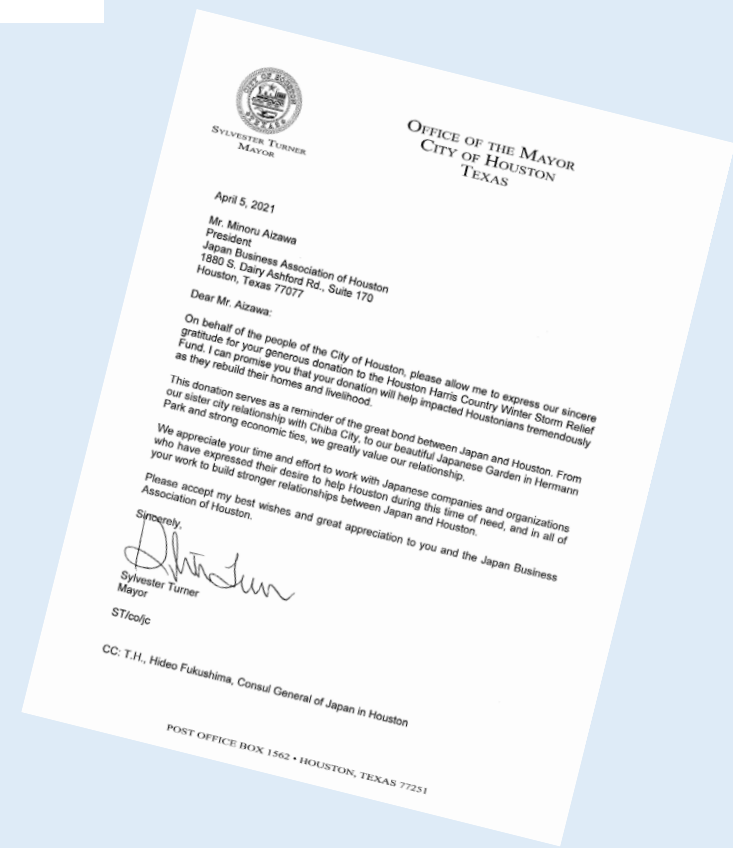 CITY OF HOUSTON
TEXAS
SYLVESTER TURNER
MAYOR
OFFICE OF THE MAYOR
CITY OF HOUSTON
TEXAS
April 5, 2021
Mr. Minoru Aizawa
President
Japan Business Association of Houston
1880 S. Dairy Ashford Rd., Suite 170
Houston, Texas 77077
Dear Mr. Aizawa:
On behalf of the people of the City of Houston, please allow me to express our sincere
gratitude for your generous donation to the Houston Harris Country Winter Storm Relief
Fund. I can promise you that your donation will help impacted Houstonians tremendously
as they rebuild their homes and livelihood.
This donation serves as a reminder of the great bond between Japan and Houston. From
our sister city relationship with Chiba City, to our beautiful Japanese Garden in Hermann
Park and strong economic ties, we greatly value our relationship.
We appreciate your time and effort to work with Japanese companies and organizations
who have expressed their desire to help Houston during this time of need, and in all of
your work to build stronger relationships between Japan and Houston.
Please accept my best wishes and great appreciation to you and the Japan Business
Association of Houston.
Sincerely,
Sylvester Turner
Mayor
ST/co/jc
CC: T.H., Hideo Fukushima, Consul General of Japan in Houston
POST OFFICE BOX 1562 • HOUSTON, TEXAS 77251